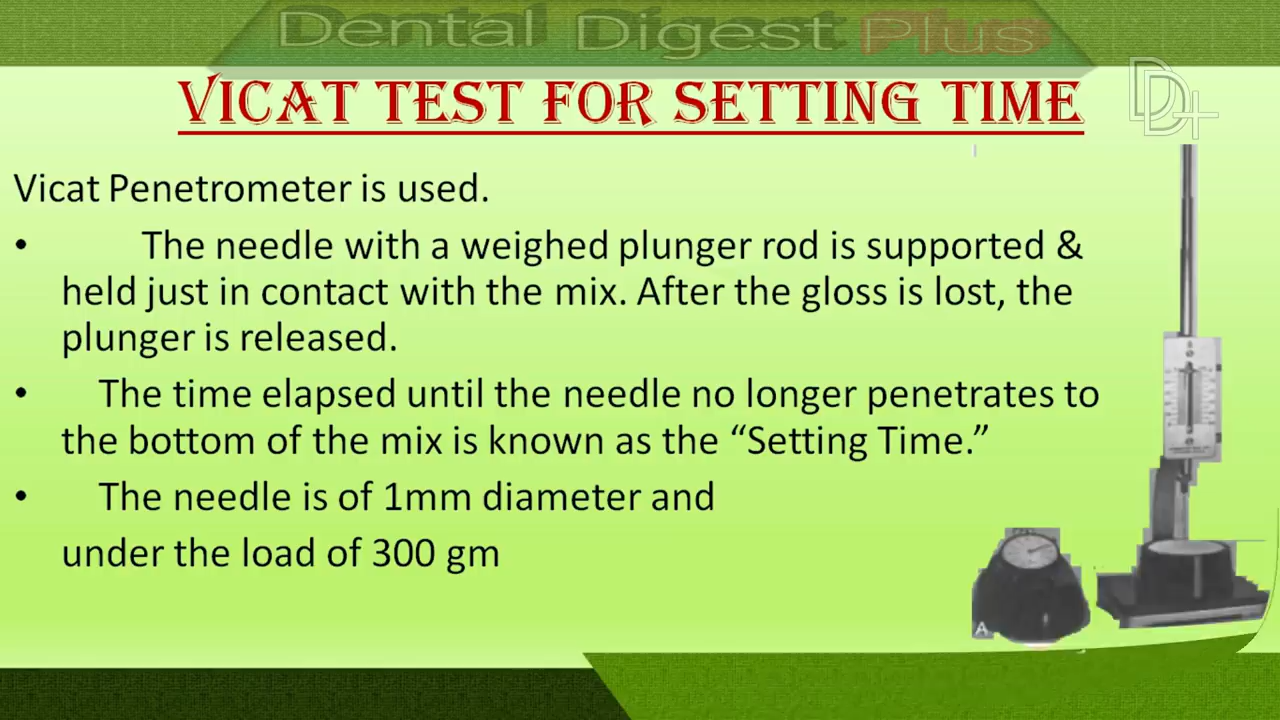 Dental Digest Plus
VICAT TEST FOR SETTING TIME
DD+
Vicat Penetrometer is used.
• The needle with a weighed plunger rod is supported &
held just in contact with the mix. After the gloss is lost, the
plunger is released.
• The time elapsed until the needle no longer penetrates to
the bottom of the mix is known as the “Setting Time.”
• The needle is of 1mm diameter and
under the load of 300 gm
A